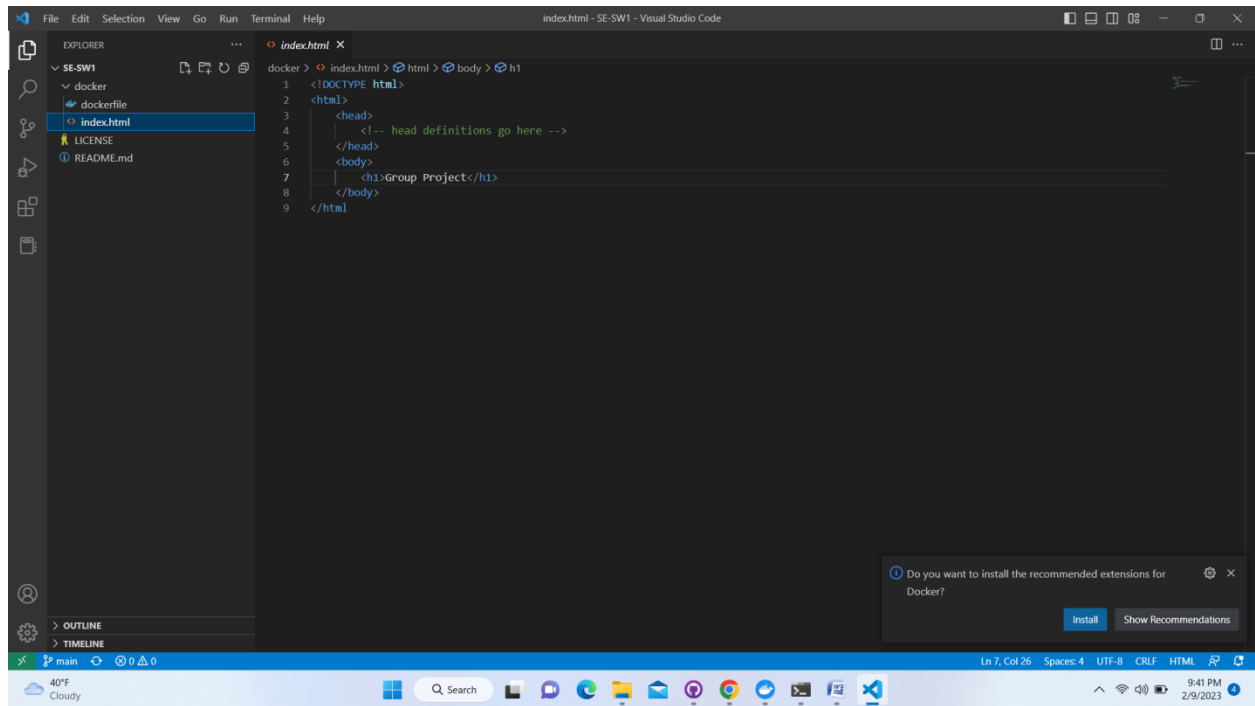 File Edit Selection View Go Run Terminal Help
index.html - SE-SW1 - Visual Studio Code
EXPLORER
SE-SW1
docker
dockerfile
index.html
LICENSE
README.md
OUTLINE
TIMELINE
index.html
docker > index.html > html > body > h1
1 <!DOCTYPE html>
2 <html>
3 <head>
4 <!-- head definitions go here -->
5 </head>
6 <body>
7 <h1>Group Project</h1>
8 </body>
9 </html
Do you want to install the recommended extensions for
Docker?
Install Show Recommendations
main 0 0 Ln 7, Col 26 Spaces: 4 UTF-8 CRLF HTML
40°F
Cloudy
Search
9:41 PM
2/9/2023
4